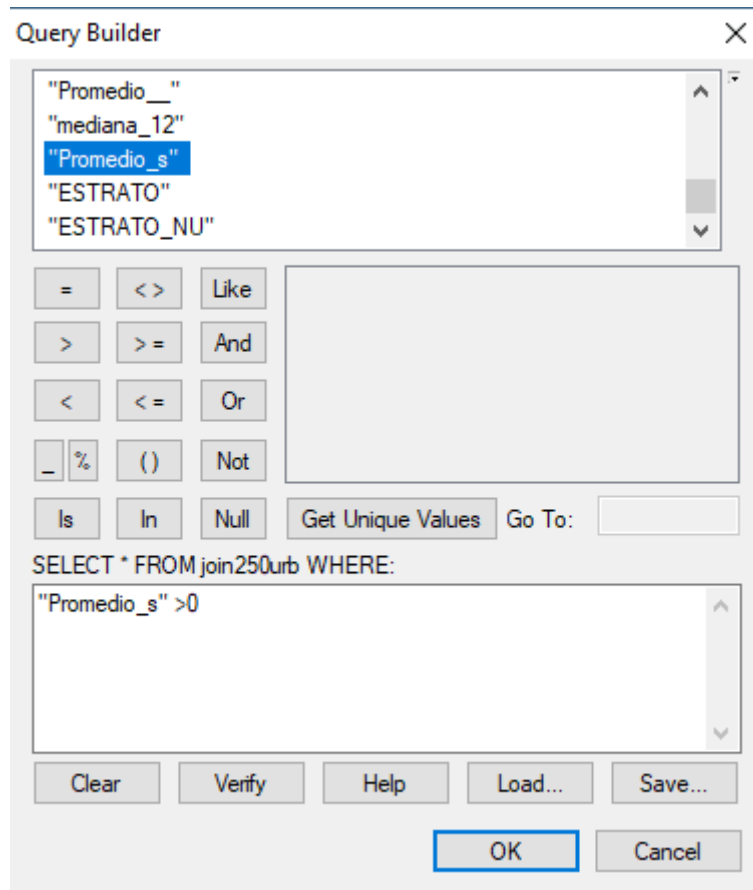 Query Builder
"Promedio__"
"mediana_12"
"Promedio_s"
"ESTRATO"
"ESTRATO_NU"
= < > Like
> > = And
< < = Or
_ % ( ) Not
Is In Null Get Unique Values Go To:
SELECT * FROM join250urb WHERE:
"Promedio_s" >0
Clear Verify Help Load... Save...
OK Cancel